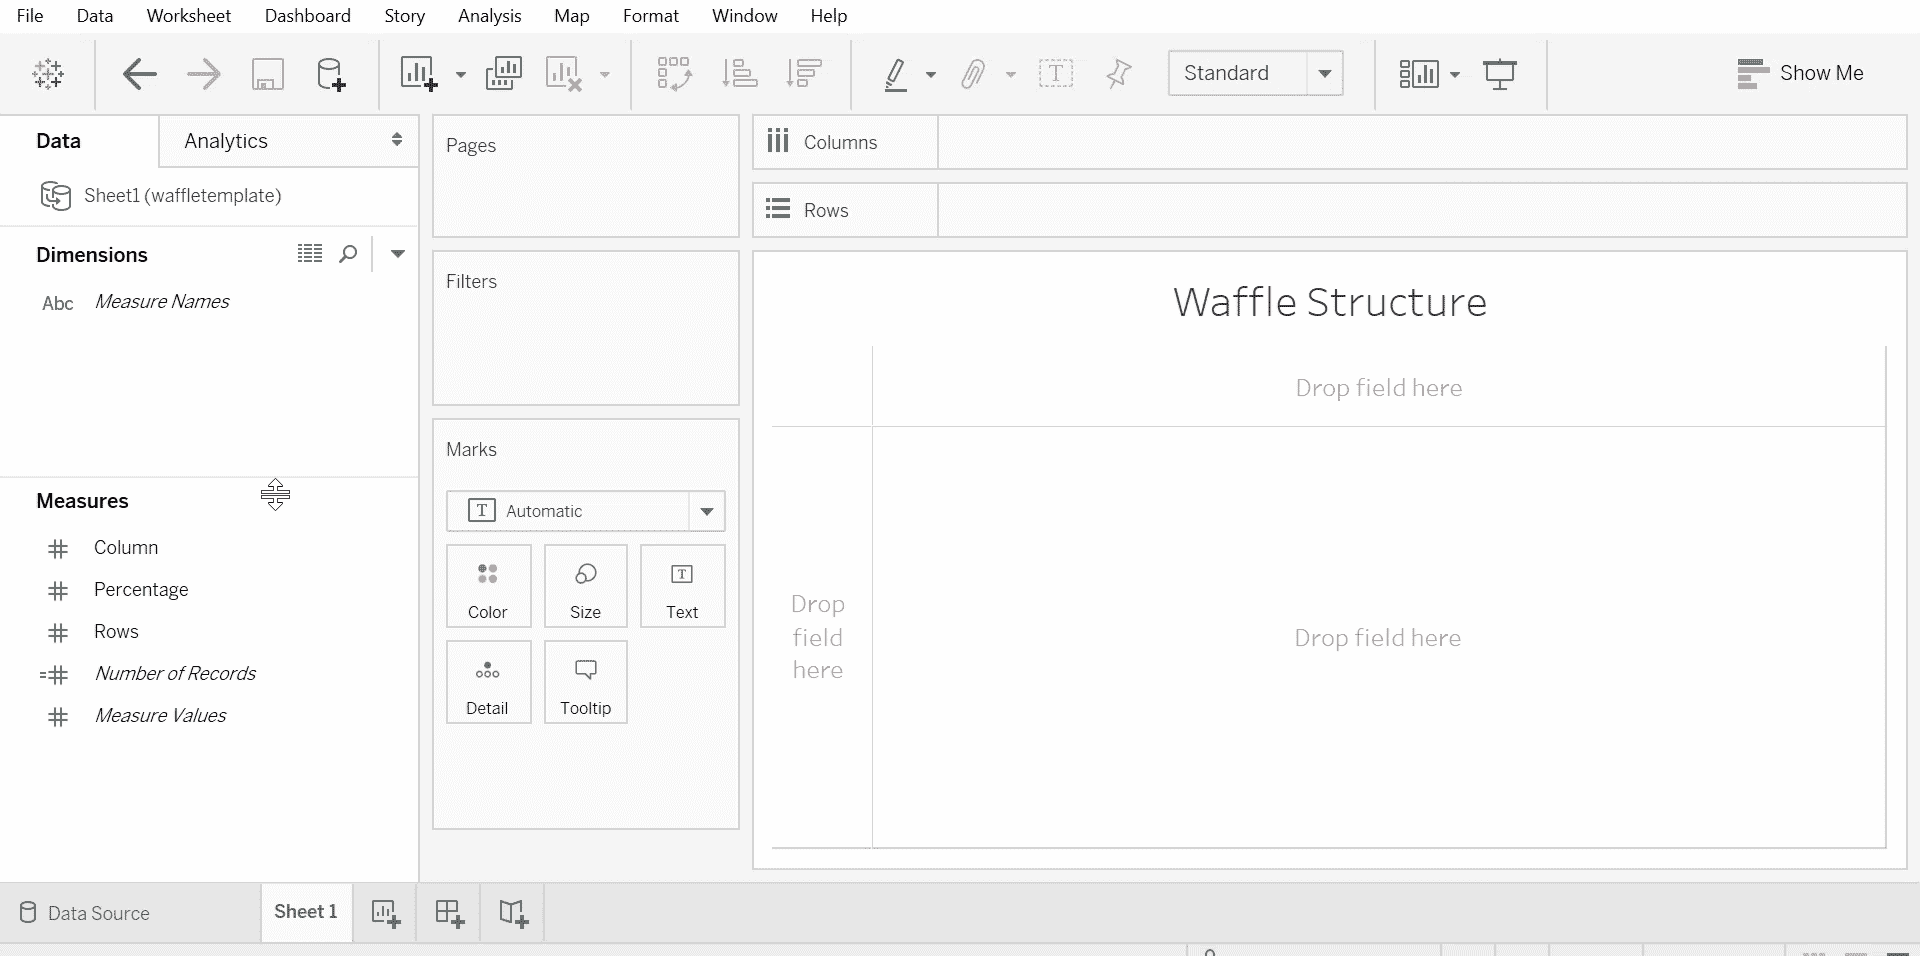 File Data Worksheet Dashboard Story Analysis Map Format Window Help
Standard
Show Me
Data
Analytics
Sheet1 (waffletemplate)
Dimensions
Abc Measure Names
Measures
Column
Percentage
Rows
Number of Records
Measure Values
Pages
Filters
Marks
T Automatic
Color Size Text
Detail Tooltip
Columns
Rows
Waffle Structure
Drop field here
Drop
field
here
Drop field here
Data Source
Sheet 1